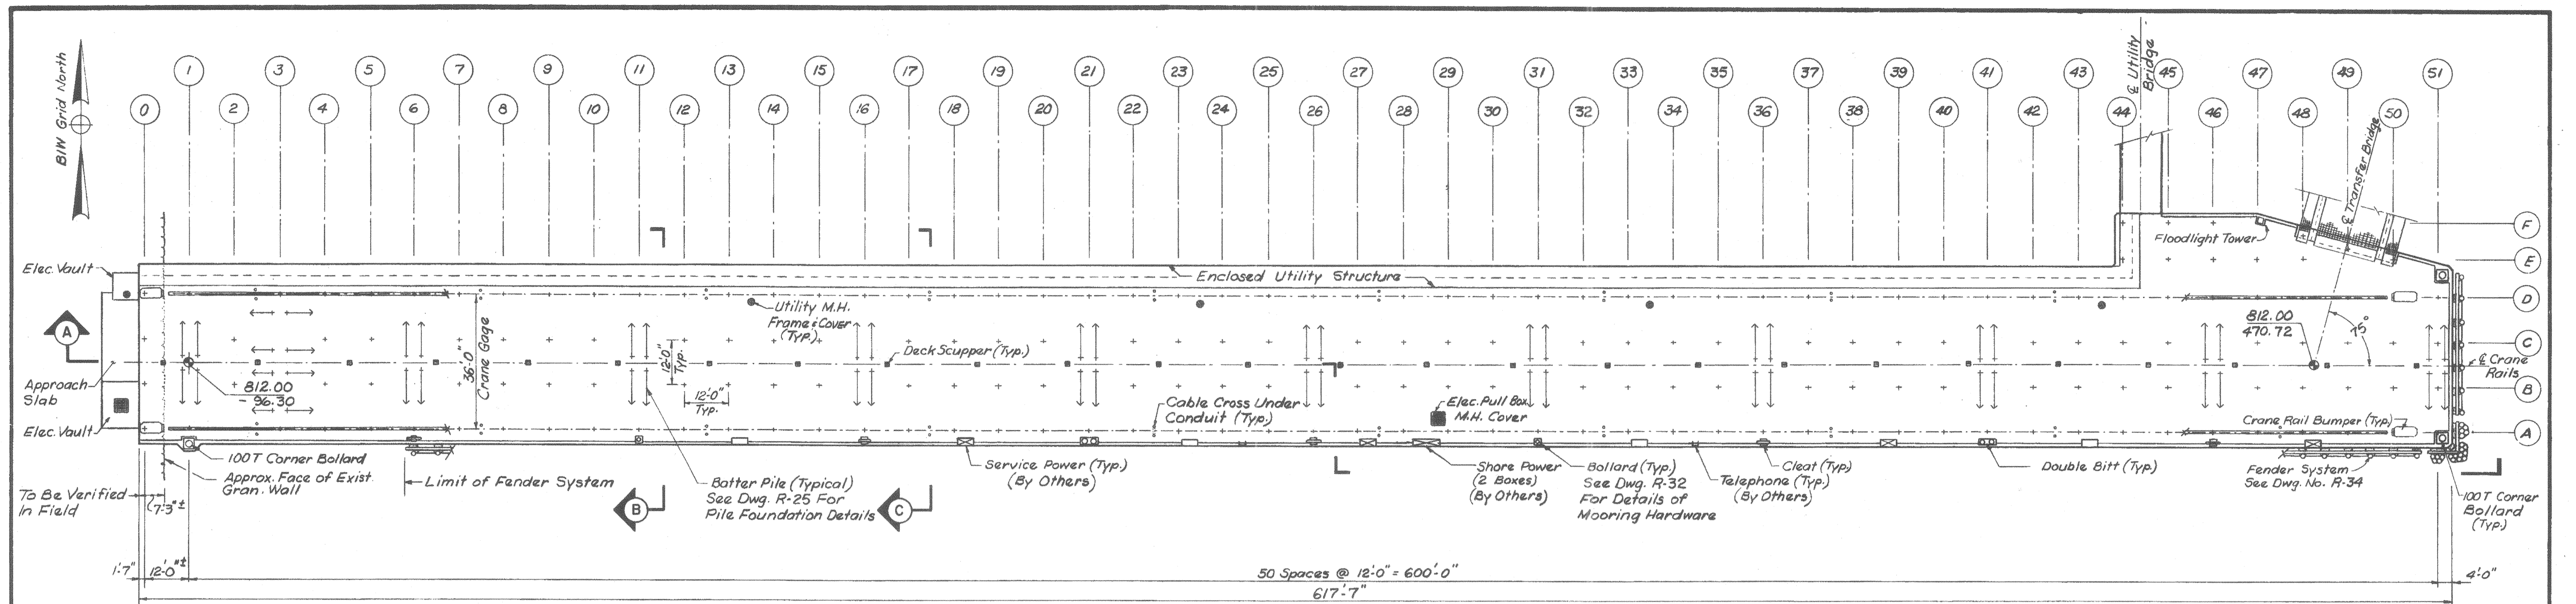 BIW Grid North
1
3
5
7
9
11
13
15
17
19
21
23
25
27
29
31
33
35
37
39
41
43
45
47
49
51
0
2
4
6
8
10
12
14
16
18
20
22
24
26
28
30
32
34
36
38
40
42
44
46
48
50
℄ Utility
Bridge
℄ Transfer Bridge
F
E
D
C
B
A
Floodlight Tower
Elec. Vault
Enclosed Utility Structure
Utility M.H.
Frame & Cover
(Typ.)
A
36'-0"
Crane Gage
12'-0"
Typ.
Deck Scupper (Typ.)
812.00
470.72
75°
℄ Crane
Rails
Approach
Slab
812.00
- 96.30
12'-0"
Typ.
Cable Cross Under
Conduit (Typ.)
Elec. Pull Box
M.H. Cover
Crane Rail Bumper (Typ.)
Elec. Vault
100 T Corner Bollard
Approx. Face of Exist.
Gran. Wall
To Be Verified
In Field
7'-3"±
Limit of Fender System
B
Batter Pile (Typical)
See Dwg. R-25 For
Pile Foundation Details
C
Service Power (Typ.)
(By Others)
Shore Power
(2 Boxes)
(By Others)
Bollard (Typ.)
See Dwg. R-32
For Details of
Mooring Hardware
Telephone (Typ.)
(By Others)
Cleat (Typ.)
Double Bitt (Typ.)
Fender System
See Dwg. No. R-34
100 T Corner
Bollard
(Typ.)
1'-7"
12'-0"±
50 Spaces @ 12'-0" = 600'-0"
4'-0"
617'-7"